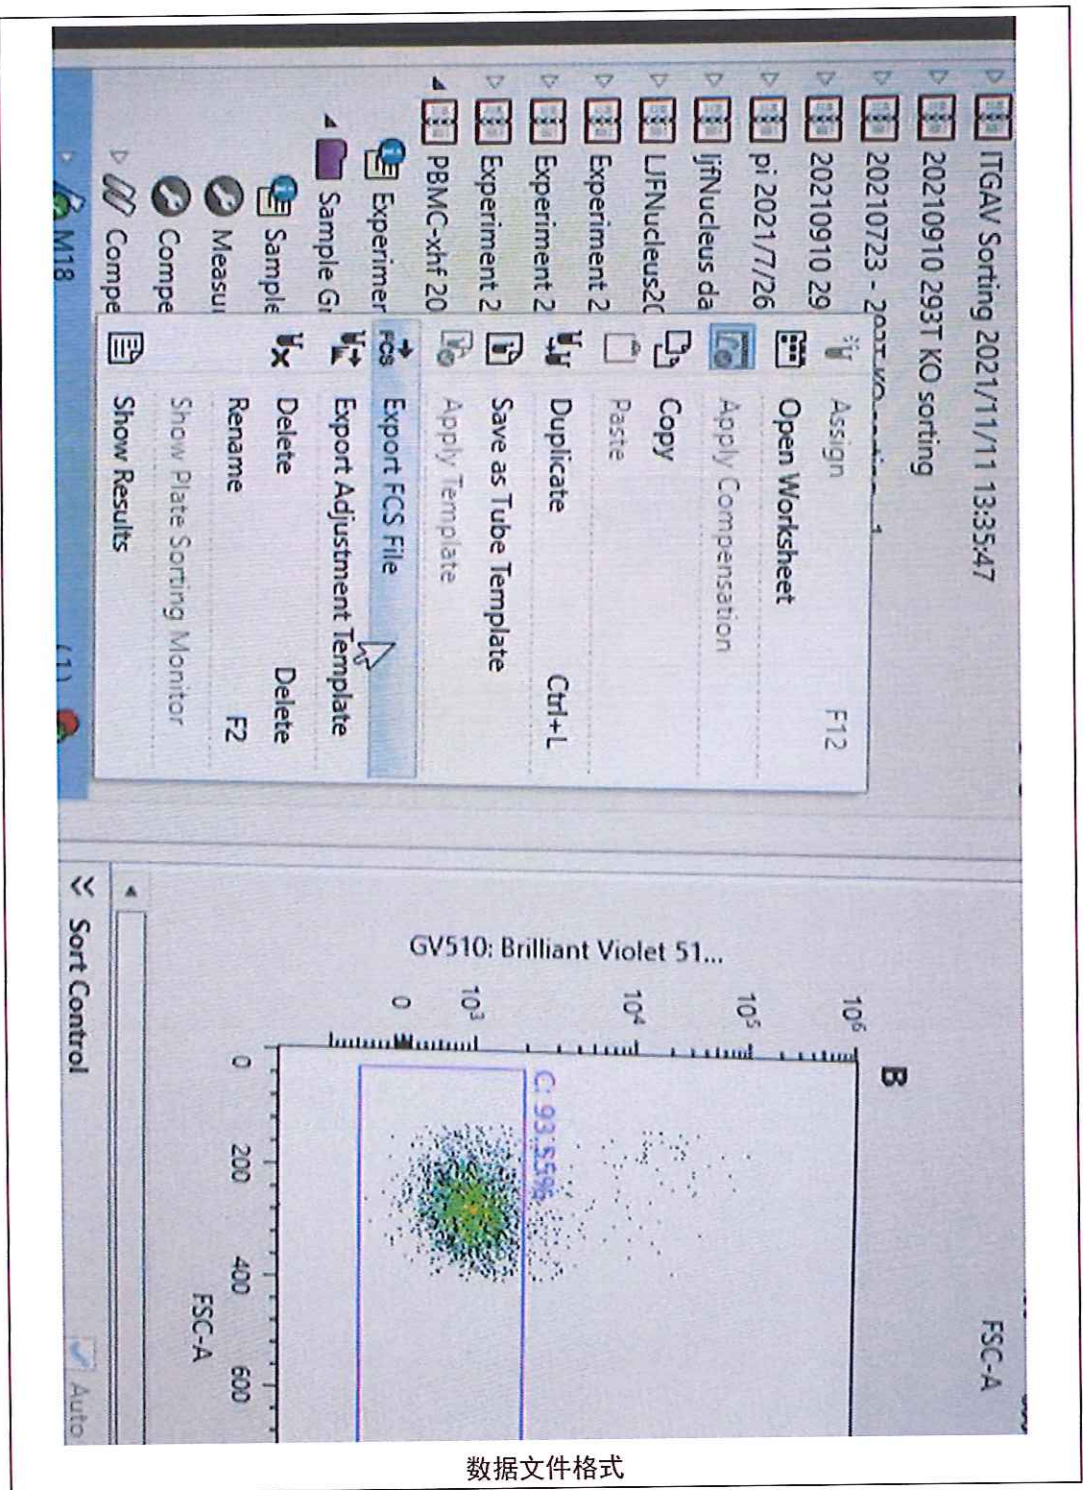 ITGAV Sorting 2021/11/11 13:35:47
20210910 293T KO sorting
20210723 -
20210910 29
pi 2021/7/26
ljfNucleus da
LJFNucleus20
Experiment 2
Experiment 2
Experiment 2
PBMC-xhf 20
Experimen
Sample Gr
Sample
Measu
Compe
Compe
M18
(1)
Assign F12
Open Worksheet
Apply Compensation
Copy
Paste
Duplicate Ctrl+L
Save as Tube Template
Apply Template
FCS Export FCS File
Export Adjustment Template
Delete Delete
Rename F2
Show Plate Sorting Monitor
Show Results
FSC-A
B
GV510: Brilliant Violet 51...
10⁶
10⁵
10⁴
10³
0
C: 93.55%
0 200 400 600
FSC-A
Sort Control
Auto
数据文件格式